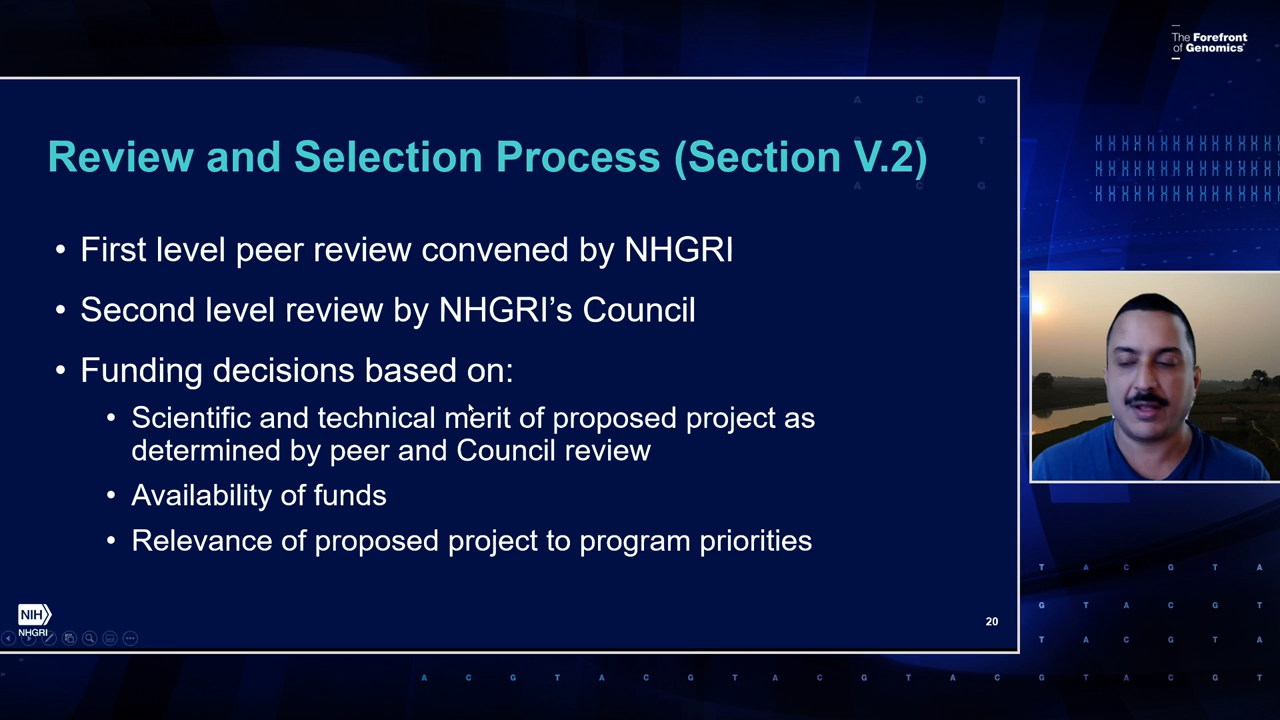 The Forefront
of Genomics
A C G
T
A C G
Review and Selection Process (Section V.2)
• First level peer review convened by NHGRI
• Second level review by NHGRI’s Council
• Funding decisions based on:
• Scientific and technical merit of proposed project as
determined by peer and Council review
• Availability of funds
• Relevance of proposed project to program priorities
NIH
NHGRI
20
T A C G T A
G T A C G T
T A C G T A
A C G T A C G T A C G T A C G T A C G T